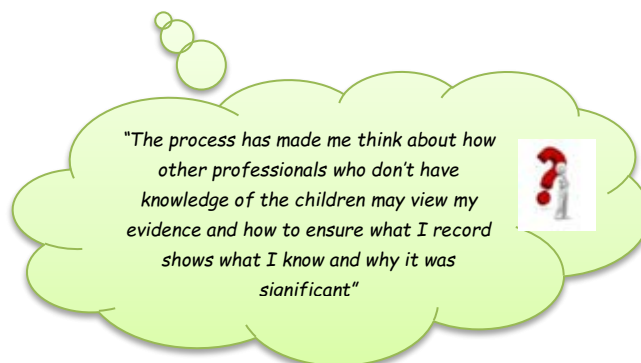 "The process has made me think about how
other professionals who don't have
knowledge of the children may view my
evidence and how to ensure what I record
shows what I know and why it was
significant"